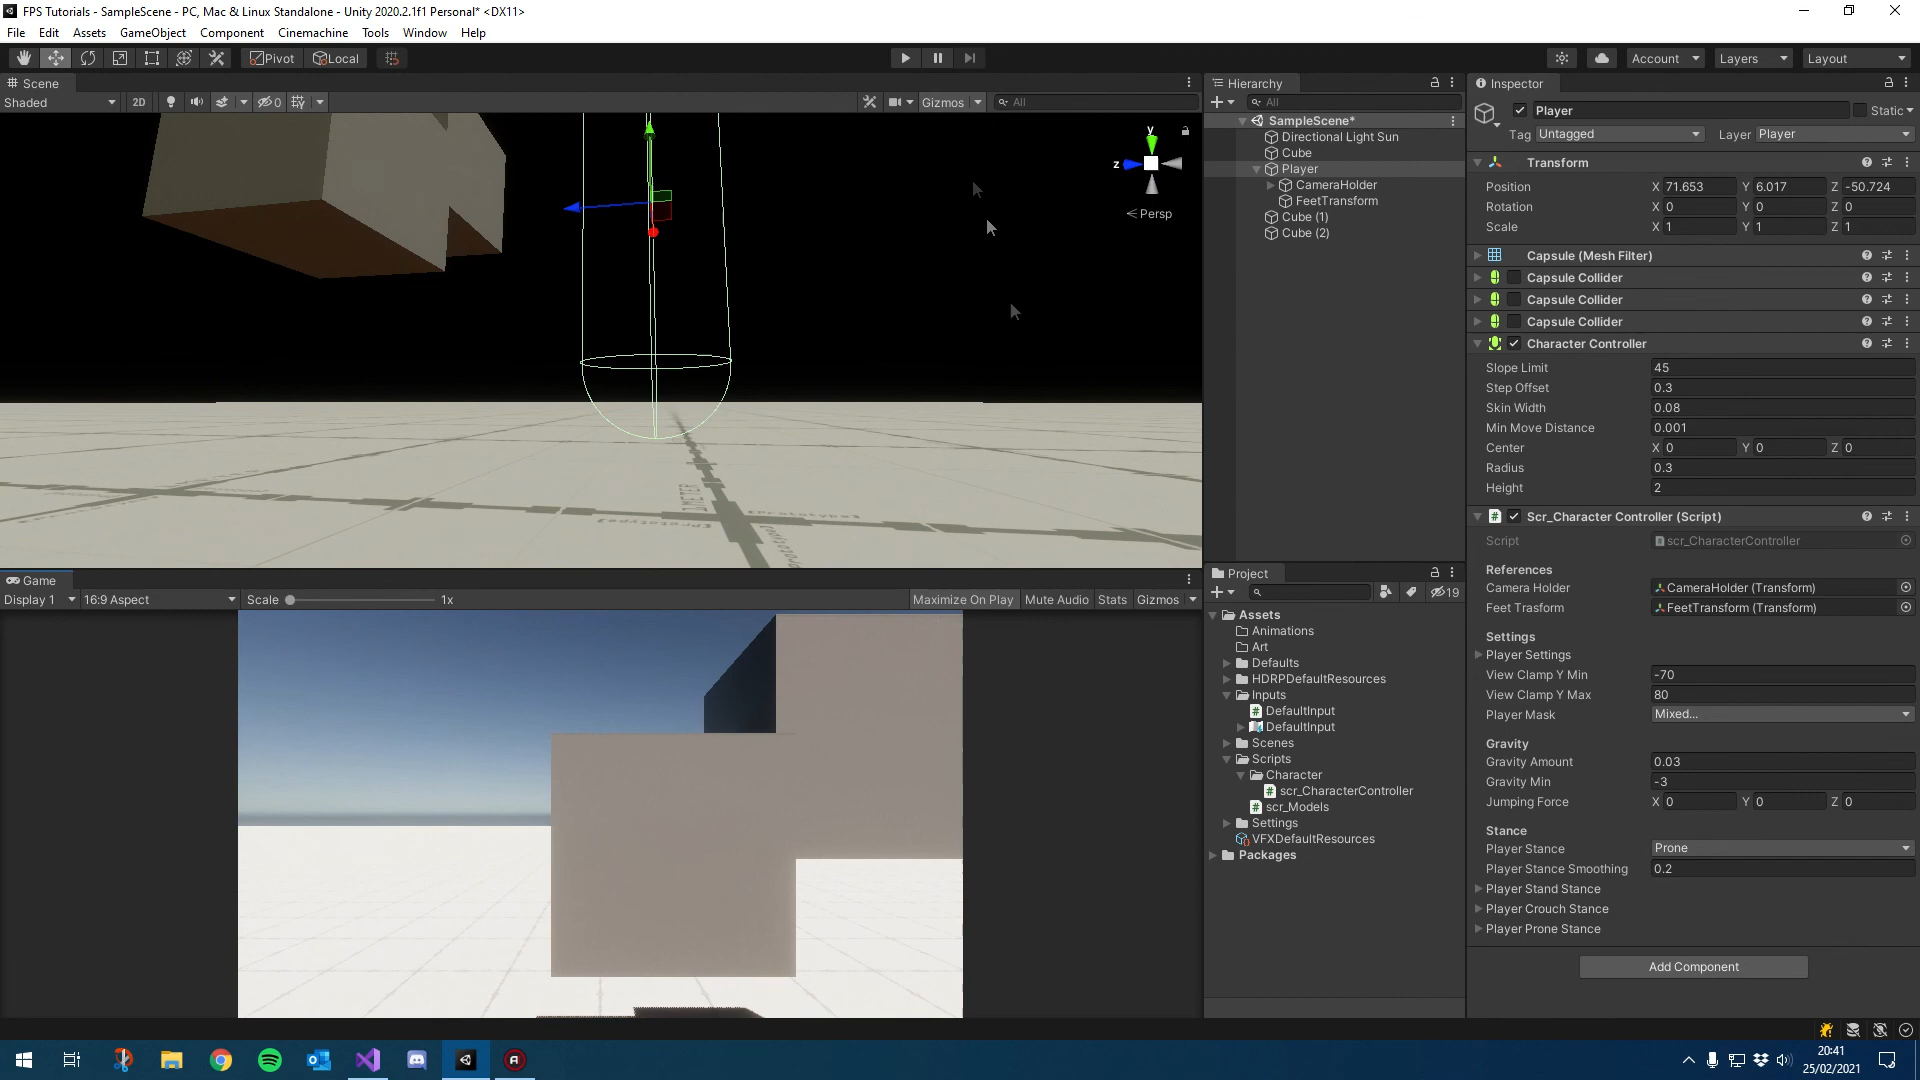 FPS Tutorials - SampleScene - PC, Mac & Linux Standalone - Unity 2020.2.1f1 Personal* <DX11>
File Edit Assets GameObject Component Cinemachine Tools Window Help
Pivot Local Account Layers Layout
Scene
Shaded 2D 0 Gizmos All
y
z
Persp
Game
Display 1 16:9 Aspect Scale 1x Maximize On Play Mute Audio Stats Gizmos
Hierarchy
All
SampleScene*
Directional Light Sun
Cube
Player
CameraHolder
FeetTransform
Cube (1)
Cube (2)
Project
19
Assets
Animations
Art
Defaults
HDRPDefaultResources
Inputs
DefaultInput
DefaultInput
Scenes
Scripts
Character
scr_CharacterController
scr_Models
Settings
VFXDefaultResources
Packages
Inspector
Player Static
Tag Untagged Layer Player
Transform
Position X 71.653 Y 6.017 Z -50.724
Rotation X 0 Y 0 Z 0
Scale X 1 Y 1 Z 1
Capsule (Mesh Filter)
Capsule Collider
Capsule Collider
Capsule Collider
Character Controller
Slope Limit 45
Step Offset 0.3
Skin Width 0.08
Min Move Distance 0.001
Center X 0 Y 0 Z 0
Radius 0.3
Height 2
Scr_Character Controller (Script)
Script scr_CharacterController
References
Camera Holder CameraHolder (Transform)
Feet Trasform FeetTransform (Transform)
Settings
Player Settings
View Clamp Y Min -70
View Clamp Y Max 80
Player Mask Mixed...
Gravity
Gravity Amount 0.03
Gravity Min -3
Jumping Force X 0 Y 0 Z 0
Stance
Player Stance Prone
Player Stance Smoothing 0.2
Player Stand Stance
Player Crouch Stance
Player Prone Stance
Add Component
20:41
25/02/2021